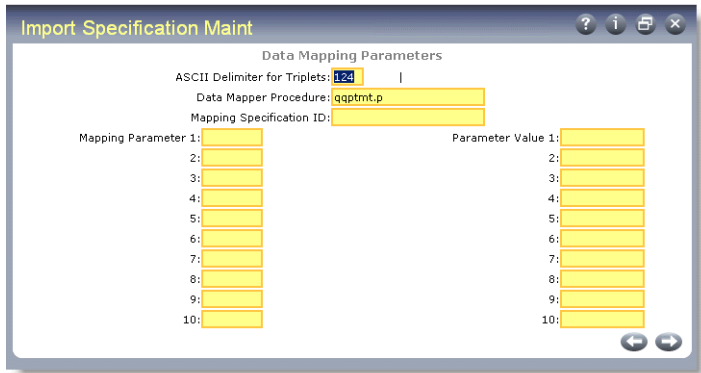 Import Specification Maint
Data Mapping Parameters
ASCII Delimiter for Triplets: 124 |
Data Mapper Procedure: qqptmt.p
Mapping Specification ID:
Mapping Parameter 1: Parameter Value 1:
2: 2:
3: 3:
4: 4:
5: 5:
6: 6:
7: 7:
8: 8:
9: 9:
10: 10: